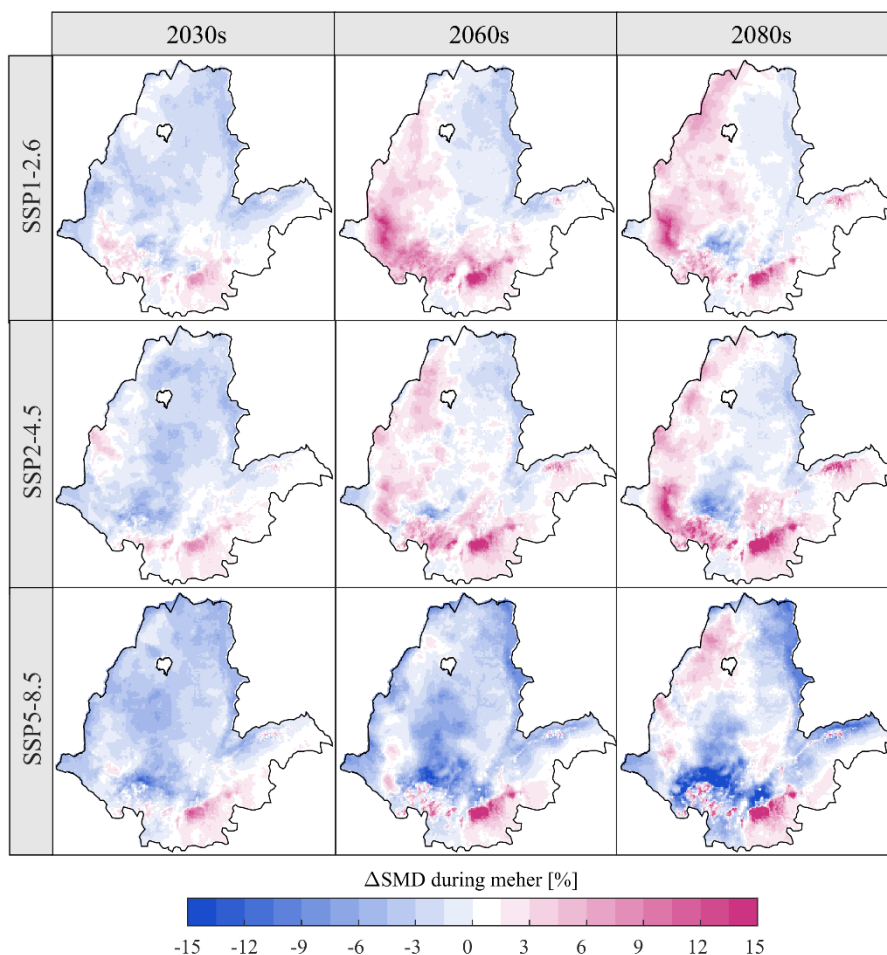 2030s
2060s
2080s
SSP1-2.6
SSP2-4.5
SSP5-8.5
ΔSMD during meher [%]
-15 -12 -9 -6 -3 0 3 6 9 12 15